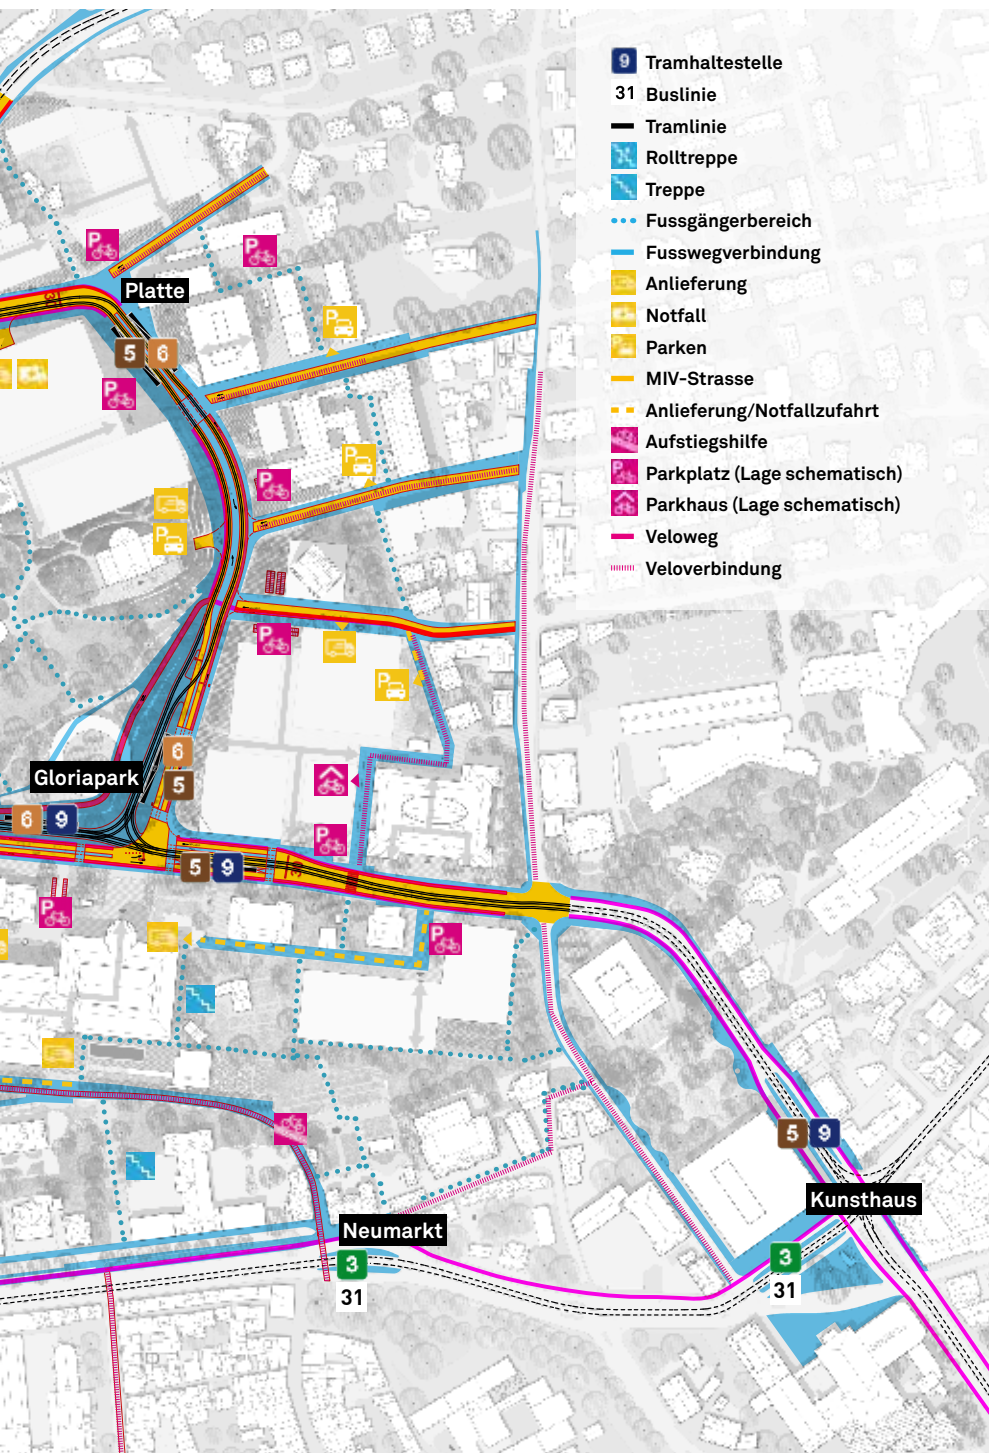 9 Tramhaltestelle
31 Buslinie
Tramlinie
Rolltreppe
Treppe
Fussgängerbereich
Fusswegverbindung
Anlieferung
Notfall
P Parken
MIV-Strasse
Anlieferung/Notfallzufahrt
Aufstiegshilfe
P Parkplatz (Lage schematisch)
Parkhaus (Lage schematisch)
Veloweg
Veloverbindung
P
P
Platte
P
5 6
P
P
P
P
P
P
6
Gloriapark
5
6 9
P
5 9
P
P
5 9
Kunsthaus
Neumarkt
3
31
3
31